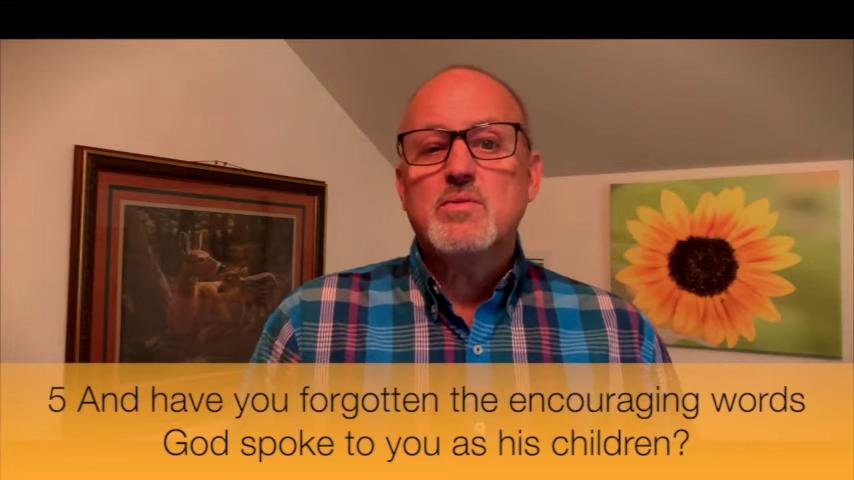 5 And have you forgotten the encouraging words
God spoke to you as his children?